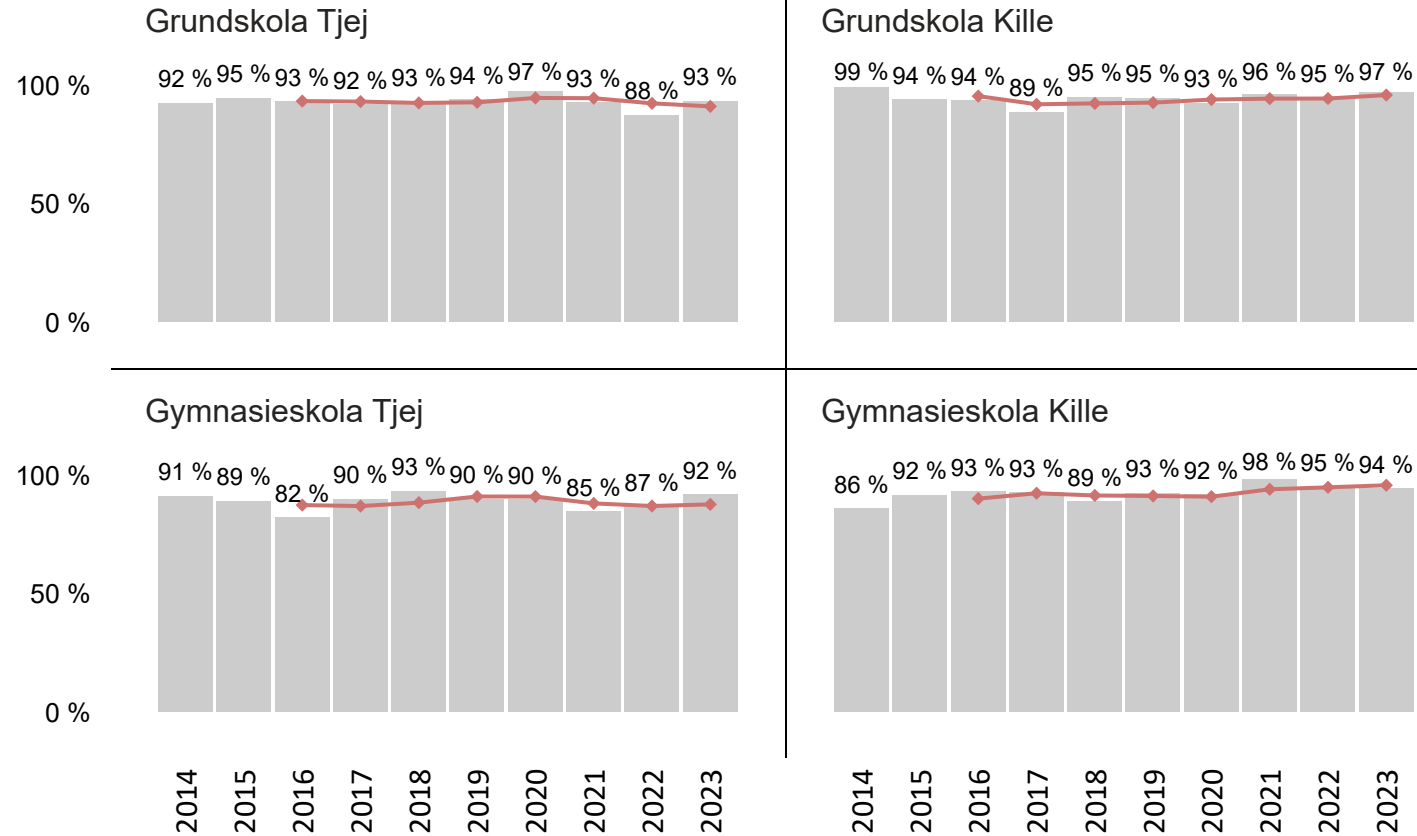 Grundskola Tjej
100 %
50 %
0 %
92 % 95 % 93 % 92 % 93 % 94 % 97 % 93 % 88 % 93 %
Grundskola Kille
99 % 94 % 94 % 89 % 95 % 95 % 93 % 96 % 95 % 97 %
Gymnasieskola Tjej
100 %
50 %
0 %
91 % 89 % 82 % 90 % 93 % 90 % 90 % 85 % 87 % 92 %
Gymnasieskola Kille
86 % 92 % 93 % 93 % 89 % 93 % 92 % 98 % 95 % 94 %
2014 2015 2016 2017 2018 2019 2020 2021 2022 2023
2014 2015 2016 2017 2018 2019 2020 2021 2022 2023